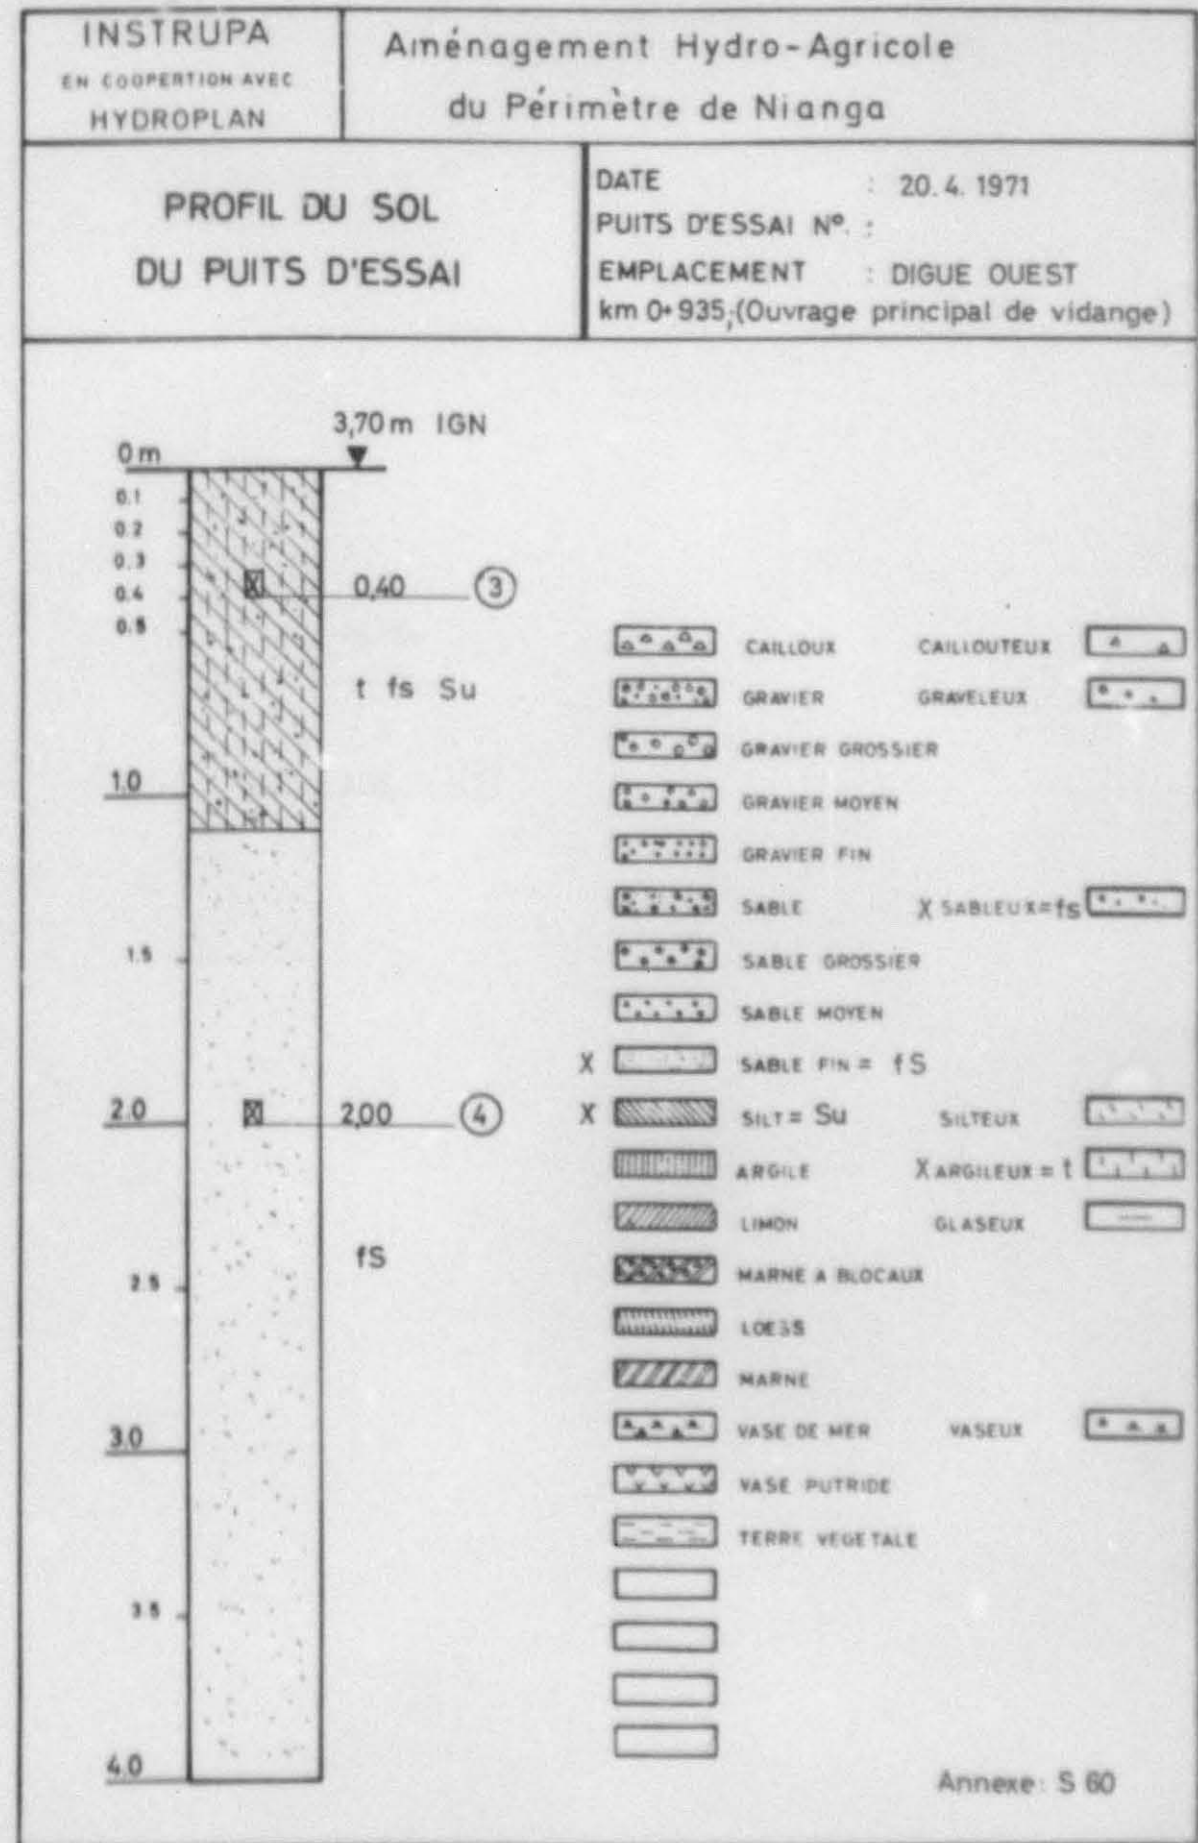 INSTRUPA
EN COOPERTION AVEC
HYDROPLAN
Aménagement Hydro-Agricole
du Périmètre de Nianga
PROFIL DU SOL
DU PUITS D'ESSAI
DATE : 20.4.1971
PUITS D'ESSAI Nº. :
EMPLACEMENT : DIGUE OUEST
km 0+935,(Ouvrage principal de vidange)
3,70 m IGN
0 m
0.1
0.2
0.3
0.4
0.5
0,40 3
t fs Su
1.0
1.5
2.0
2,00 4
fS
2.5
3.0
3.5
4.0
CAILLOUX CAILLOUTEUX
GRAVIER GRAVELEUX
GRAVIER GROSSIER
GRAVIER MOYEN
GRAVIER FIN
SABLE X SABLEUX=fs
SABLE GROSSIER
SABLE MOYEN
X SABLE FIN = fS
X SILT = Su SILTEUX
ARGILE X ARGILEUX = t
LIMON GLASEUX
MARNE A BLOCAUX
LOESS
MARNE
VASE DE MER VASEUX
VASE PUTRIDE
TERRE VEGETALE
Annexe: S 60